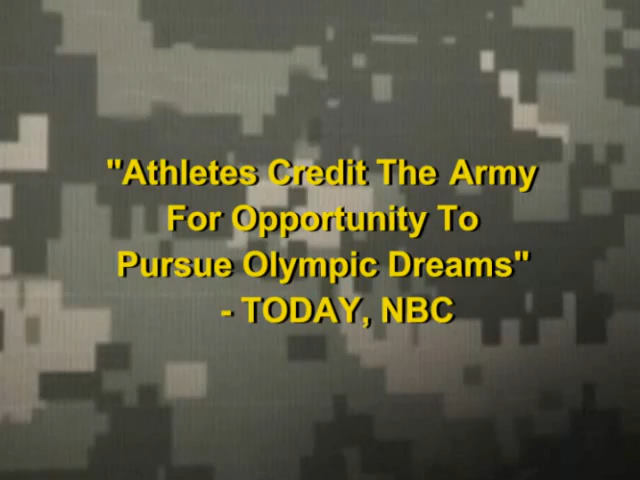 "Athletes Credit The Army
For Opportunity To
Pursue Olympic Dreams"
- TODAY, NBC